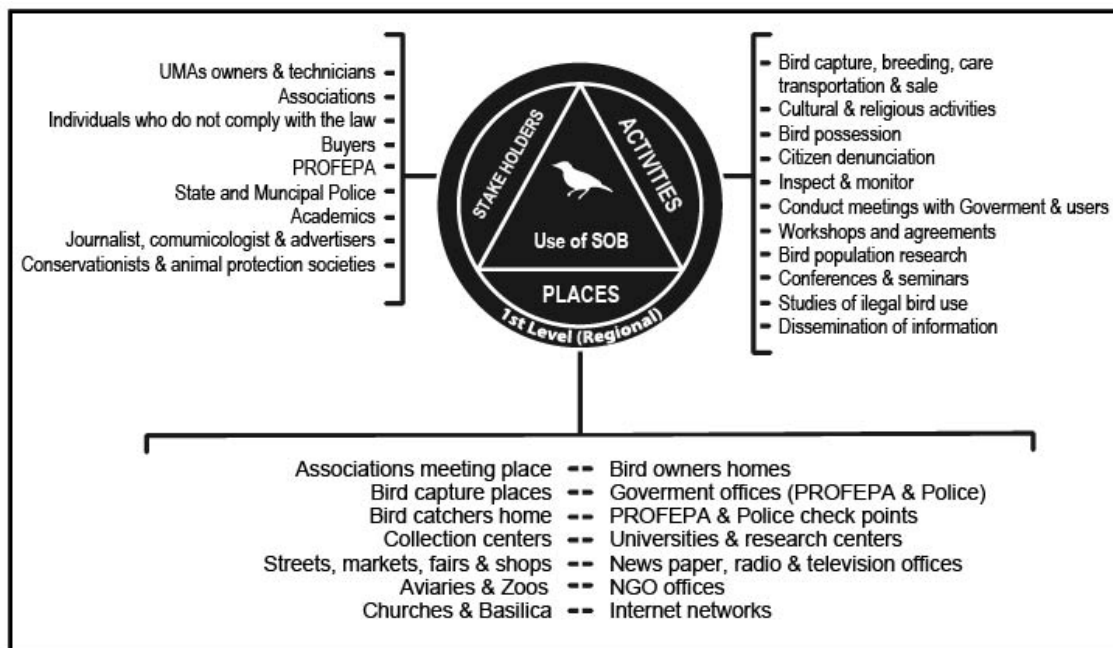 UMAs owners & technicians
Associations
Individuals who do not comply with the law
Buyers
PROFEPA
State and Muncipal Police
Academics
Journalist, comumicologist & advertisers
Conservationists & animal protection societies
STAKE HOLDERS
ACTIVITIES
Use of SOB
PLACES
1st Level (Regional)
Bird capture, breeding, care
transportation & sale
Cultural & religious activities
Bird possession
Citizen denunciation
Inspect & monitor
Conduct meetings with Goverment & users
Workshops and agreements
Bird population research
Conferences & seminars
Studies of ilegal bird use
Dissemination of information
Associations meeting place -- Bird owners homes
Bird capture places -- Goverment offices (PROFEPA & Police)
Bird catchers home -- PROFEPA & Police check points
Collection centers -- Universities & research centers
Streets, markets, fairs & shops -- News paper, radio & television offices
Aviaries & Zoos -- NGO offices
Churches & Basilica -- Internet networks